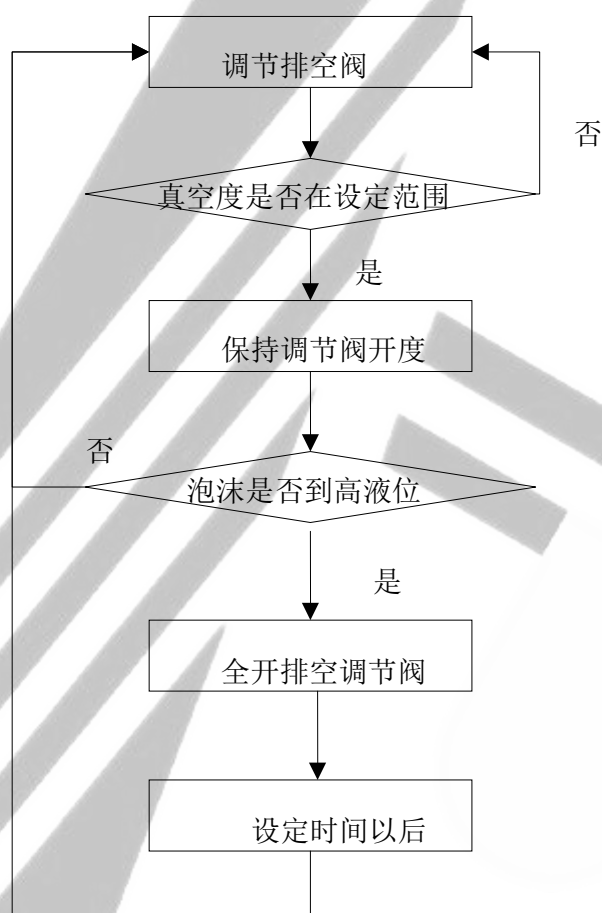 调节排空阀
否
真空度是否在设定范围
是
保持调节阀开度
否
泡沫是否到高液位
是
全开排空调节阀
设定时间以后